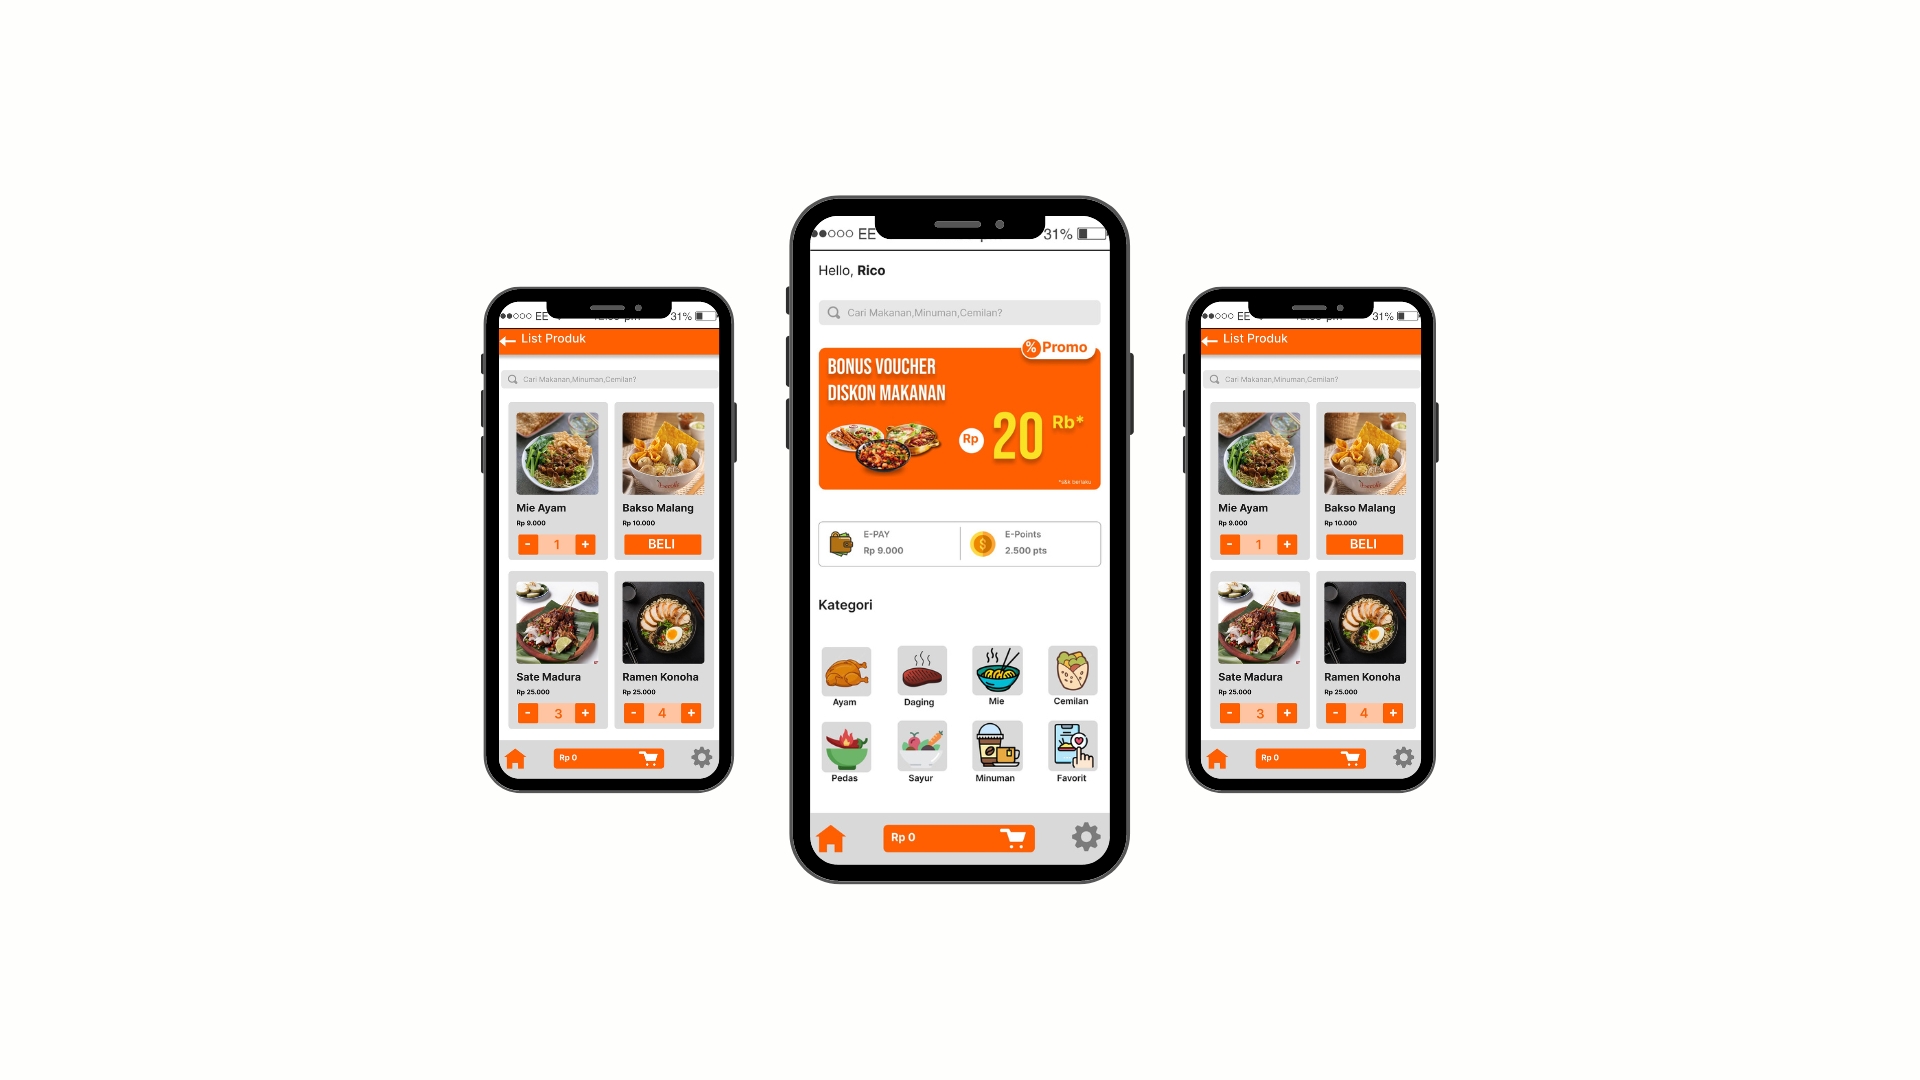 EE
31%
List Produk
Cari Makanan,Minuman,Cemilan?
Mie Ayam
Rp 9.000
- 1 +
Bakso Malang
Rp 10.000
BELI
Sate Madura
Rp 25.000
- 3 +
Ramen Konoha
Rp 25.000
- 4 +
Rp 0
EE
31%
Hello, Rico
Cari Makanan,Minuman,Cemilan?
% Promo
BONUS VOUCHER
DISKON MAKANAN
Rp 20 Rb*
E-PAY
Rp 9.000
E-Points
2.500 pts
Kategori
Ayam
Daging
Mie
Cemilan
Pedas
Sayur
Minuman
Favorit
Rp 0
EE
31%
List Produk
Cari Makanan,Minuman,Cemilan?
Mie Ayam
Rp 9.000
- 1 +
Bakso Malang
Rp 10.000
BELI
Sate Madura
Rp 25.000
- 3 +
Ramen Konoha
Rp 25.000
- 4 +
Rp 0